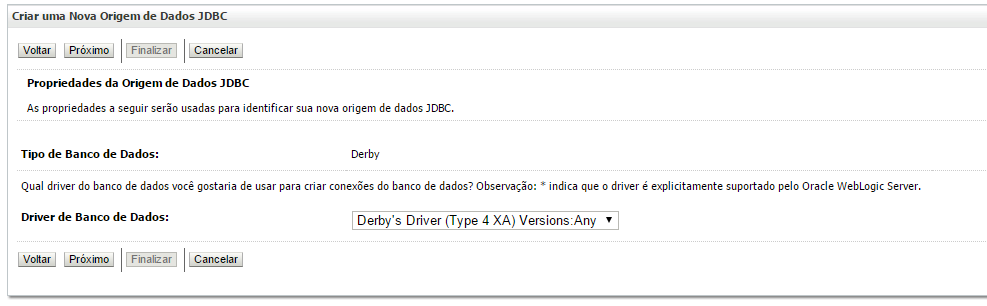 Criar uma Nova Origem de Dados JDBC
Voltar Próximo Finalizar Cancelar
Propriedades da Origem de Dados JDBC
As propriedades a seguir serão usadas para identificar sua nova origem de dados JDBC.
Tipo de Banco de Dados: Derby
Qual driver do banco de dados você gostaria de usar para criar conexões do banco de dados? Observação: * indica que o driver é explicitamente suportado pelo Oracle WebLogic Server.
Driver de Banco de Dados: Derby's Driver (Type 4 XA) Versions:Any
Voltar Próximo Finalizar Cancelar